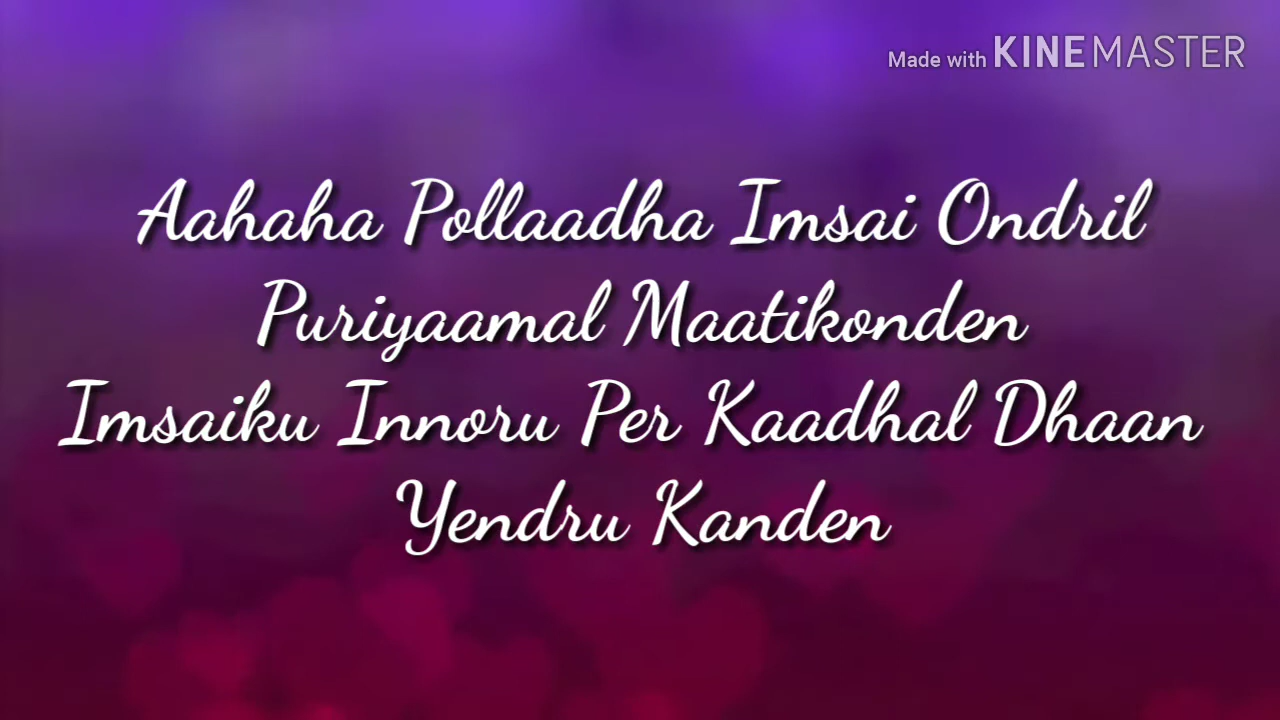 Made with KINEMASTER
Aahaha Pollaadha Imsai Ondril
Puriyaamal Maatikonden
Imsaiku Innoru Per Kaadhal Dhaan
Yendru Kanden